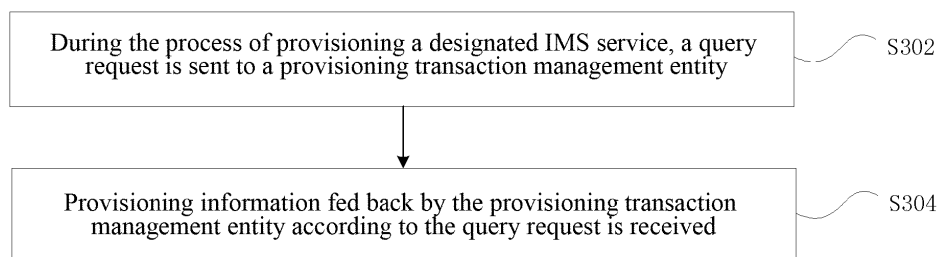 During the process of provisioning a designated IMS service, a query
request is sent to a provisioning transaction management entity
S302
Provisioning information fed back by the provisioning transaction
management entity according to the query request is received
S304